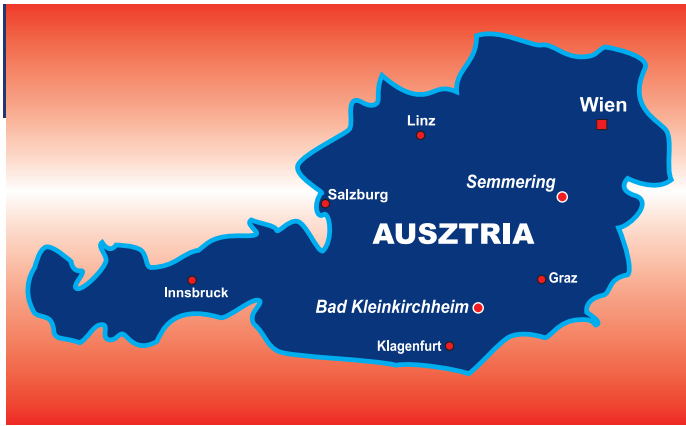 Wien
Linz
Semmering
Salzburg
AUSZTRIA
Graz
Innsbruck
Bad Kleinkirchheim
Klagenfurt